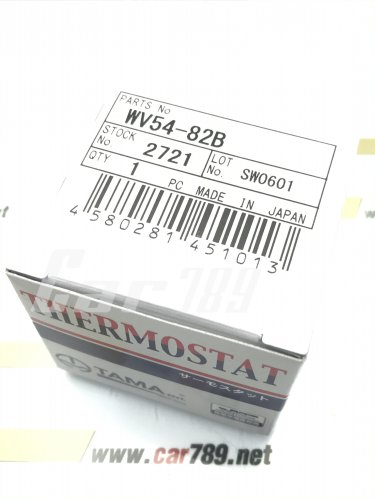 PARTS No
WV54-82B
STOCK No 2721
LOT No. SW0601
QTY 1 PC MADE IN JAPAN
4 580281 451013
Car789
THERMOSTAT
サーモスタット
TAMA
www.car789.net